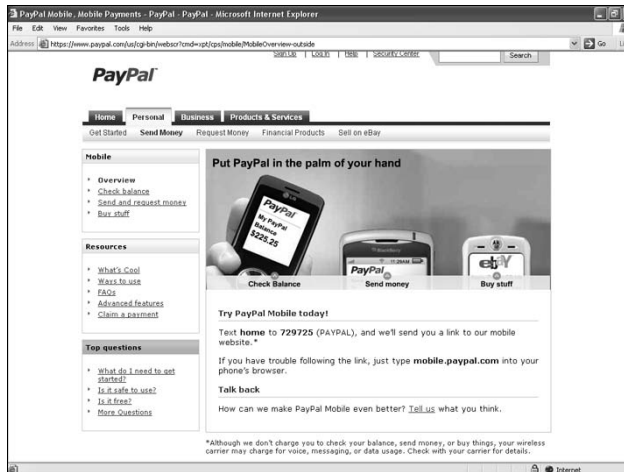 PayPal Mobile, Mobile Payments - PayPal - PayPal - Microsoft Internet Explorer
File Edit View Favorites Tools Help
Address https://www.paypal.com/us/cgi-bin/webscr?cmd=xpt/cps/mobile/MobileOverview-outside Go
Sign Up | Log In | Help | Security Center Search
PayPal
Home Personal Business Products & Services
Get Started Send Money Request Money Financial Products Sell on eBay
Mobile
Overview
Check balance
Send and request money
Buy stuff
Resources
What's Cool
Ways to use
FAQs
Advanced features
Claim a payment
Top questions
What do I need to get
started?
Is it safe to use?
Is it free?
More Questions
Put PayPal in the palm of your hand
LG
PayPal
My PayPal
Balance
$225.25
BlackBerry
11:29AM
PayPal
ebay
Check Balance Send money Buy stuff
Try PayPal Mobile today!
Text home to 729725 (PAYPAL), and we'll send you a link to our mobile
website.*
If you have trouble following the link, just type mobile.paypal.com into your
phone's browser.
Talk back
How can we make PayPal Mobile even better? Tell us what you think.
*Although we don't charge you to check your balance, send money, or buy things, your wireless
carrier may charge for voice, messaging, or data usage. Check with your carrier for details.
Internet